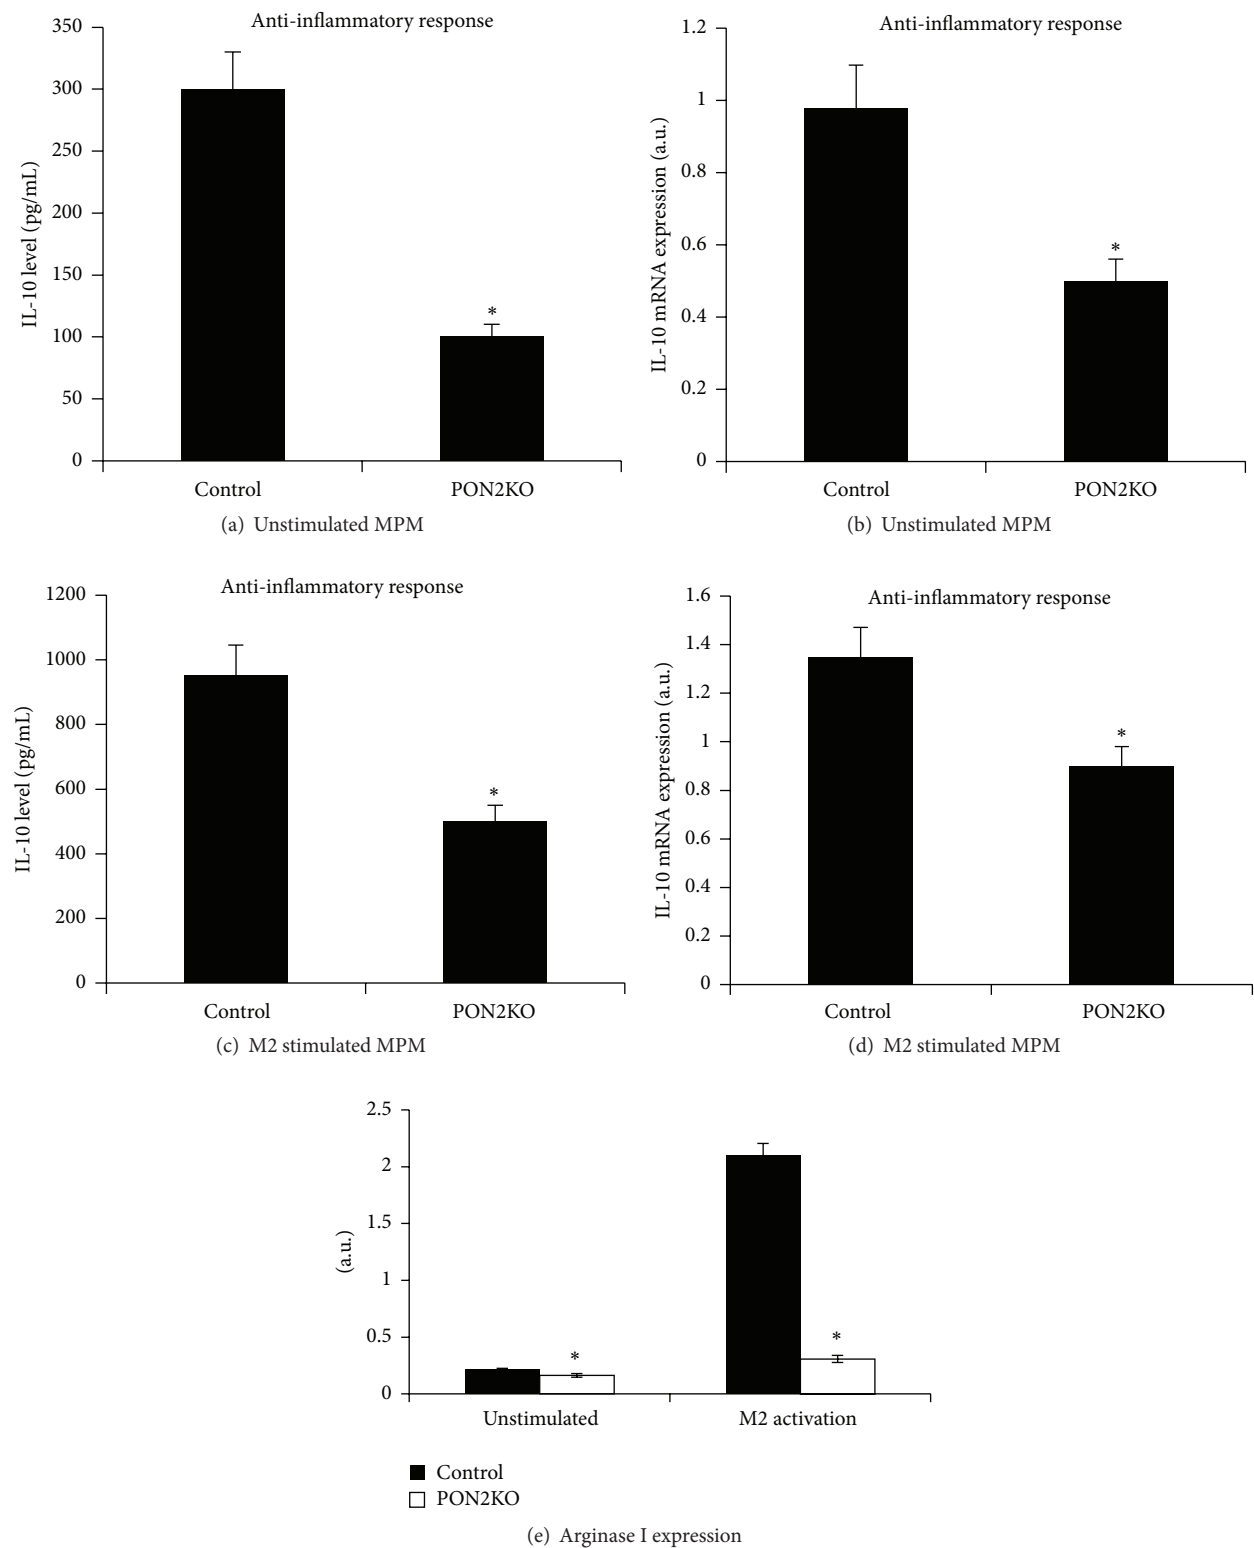 Anti-inflammatory response
350
300
250
200
150
100
50
0
IL-10 level (pg/mL)
*
Control
PON2KO
(a) Unstimulated MPM
Anti-inflammatory response
1.2
1
0.8
0.6
0.4
0.2
0
IL-10 mRNA expression (a.u.)
*
Control
PON2KO
(b) Unstimulated MPM
Anti-inflammatory response
1200
1000
800
600
400
200
0
IL-10 level (pg/mL)
*
Control
PON2KO
(c) M2 stimulated MPM
Anti-inflammatory response
1.6
1.4
1.2
1
0.8
0.6
0.4
0.2
0
IL-10 mRNA expression (a.u.)
*
Control
PON2KO
(d) M2 stimulated MPM
2.5
2
1.5
1
0.5
0
(a.u.)
*
*
Unstimulated
M2 activation
Control
PON2KO
(e) Arginase I expression